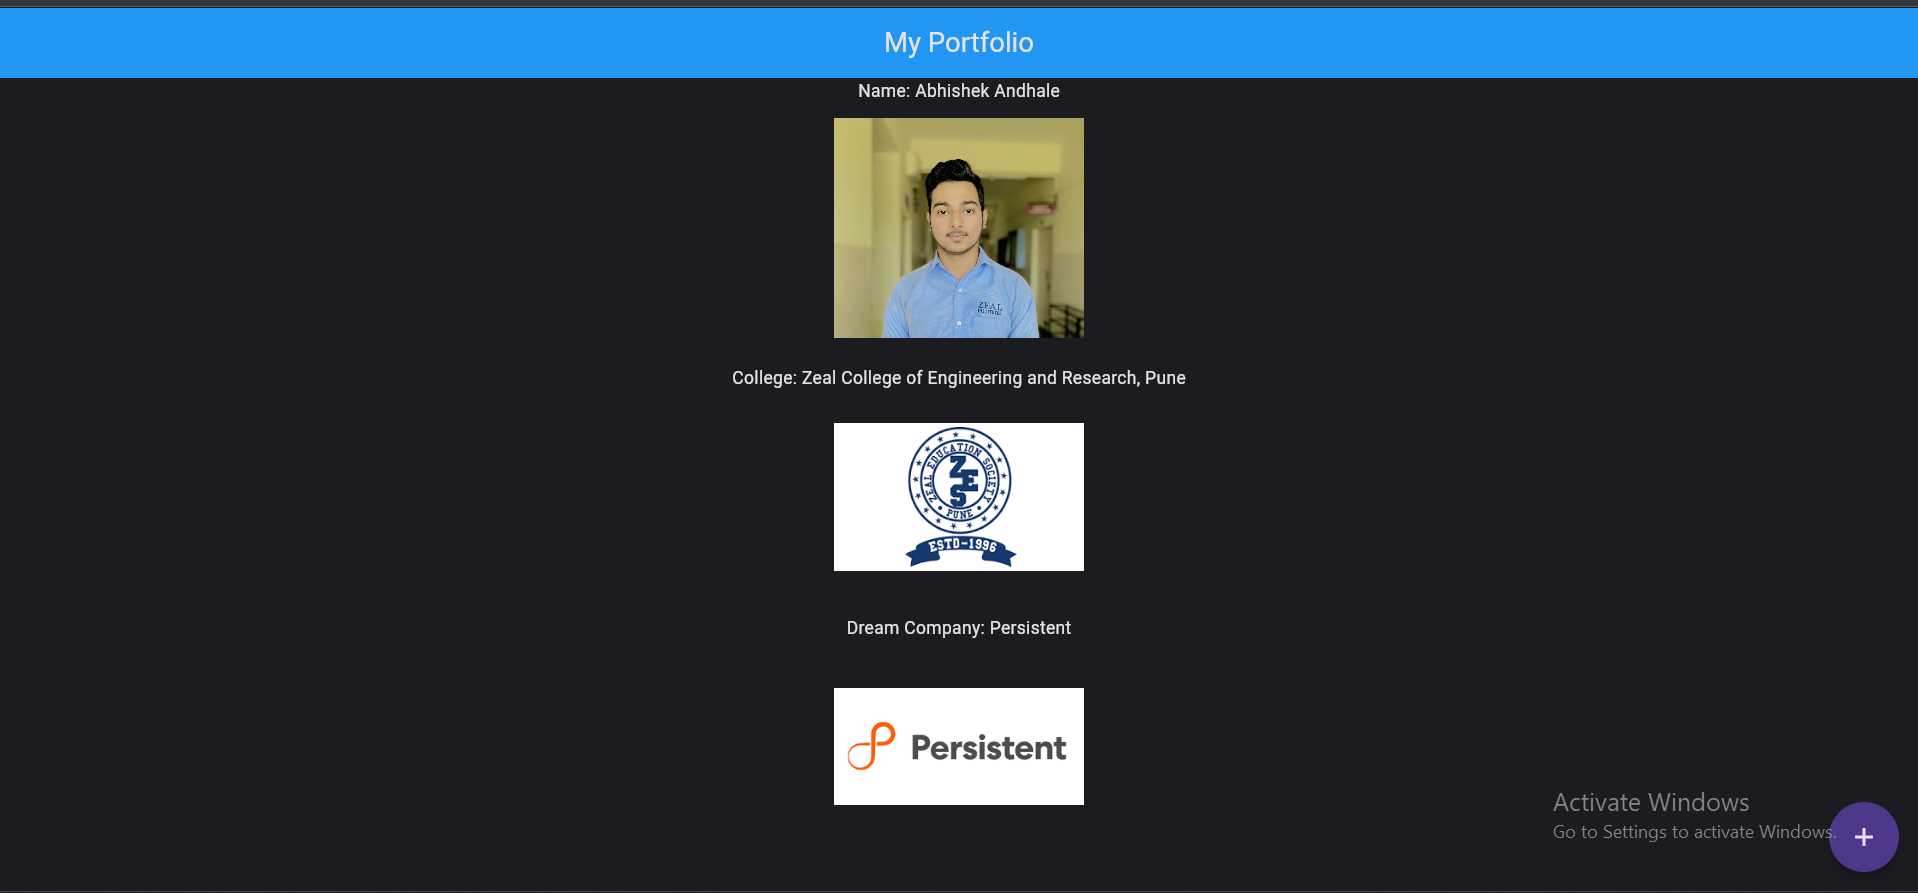 My Portfolio
Name: Abhishek Andhale
ZEAL
College: Zeal College of Engineering and Research, Pune
ZEAL EDUCATION SOCIETY
ZES
• PUNE •
ESTD-1996
Dream Company: Persistent
Persistent
Activate Windows
Go to Settings to activate Windows.
+